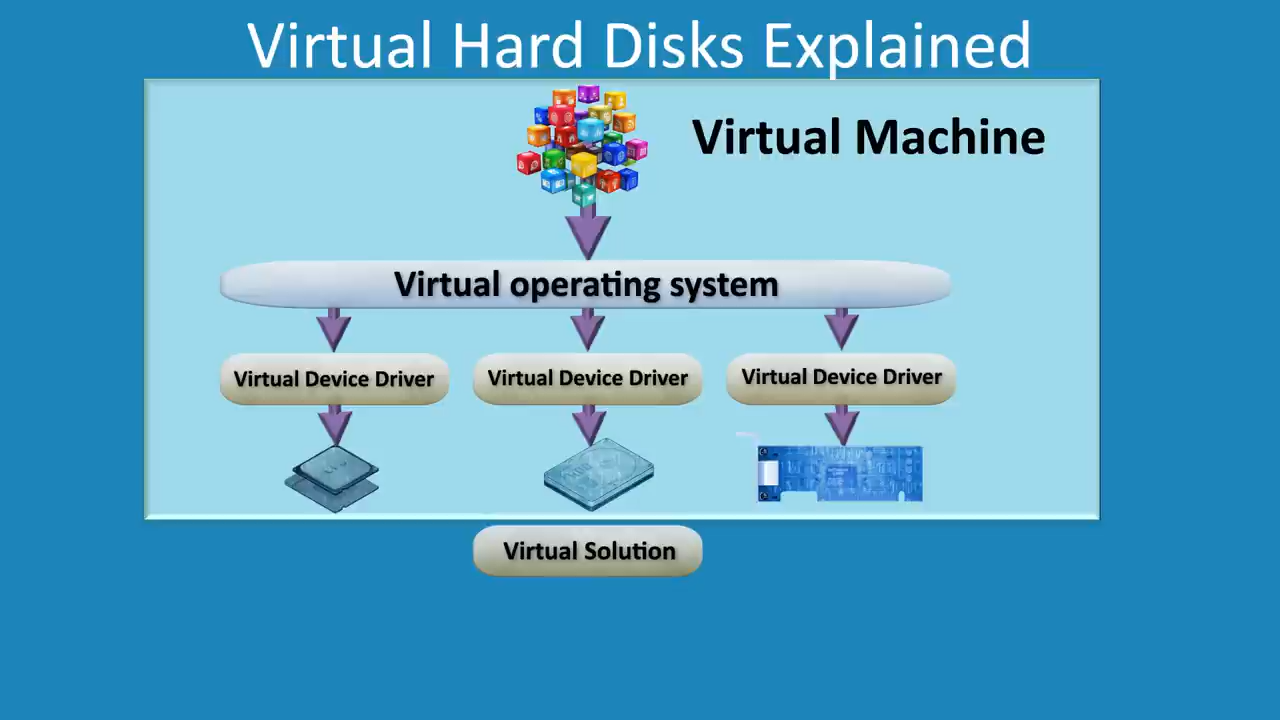 Virtual Hard Disks Explained
Virtual Machine
Virtual operating system
Virtual Device Driver
Virtual Device Driver
Virtual Device Driver
Virtual Solution